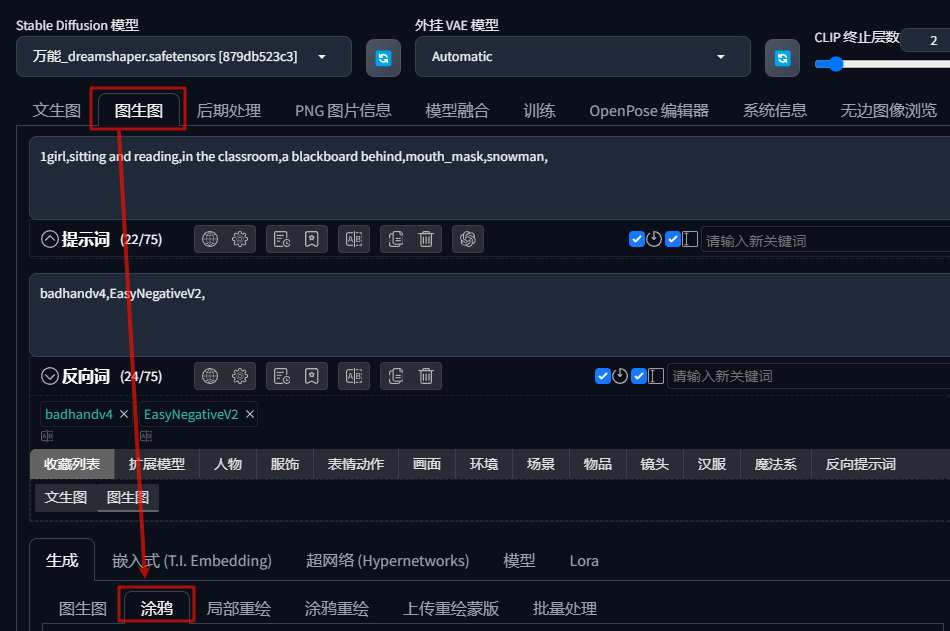 Stable Diffusion 模型
外挂 VAE 模型
CLIP 终止层数
2
万能_dreamshaper.safetensors [879db523c3]
Automatic
文生图 图生图 后期处理 PNG 图片信息 模型融合 训练 OpenPose 编辑器 系统信息 无边图像浏览
1girl,sitting and reading,in the classroom,a blackboard behind,mouth_mask,snowman,
提示词 (22/75) 请输入新关键词
badhandv4,EasyNegativeV2,
反向词 (24/75) 请输入新关键词
badhandv4 × EasyNegativeV2 ×
收藏列表 扩展模型 人物 服饰 表情动作 画面 环境 场景 物品 镜头 汉服 魔法系 反向提示词
文生图 图生图
生成 嵌入式 (T.I. Embedding) 超网络 (Hypernetworks) 模型 Lora
图生图 涂鸦 局部重绘 涂鸦重绘 上传重绘蒙版 批量处理